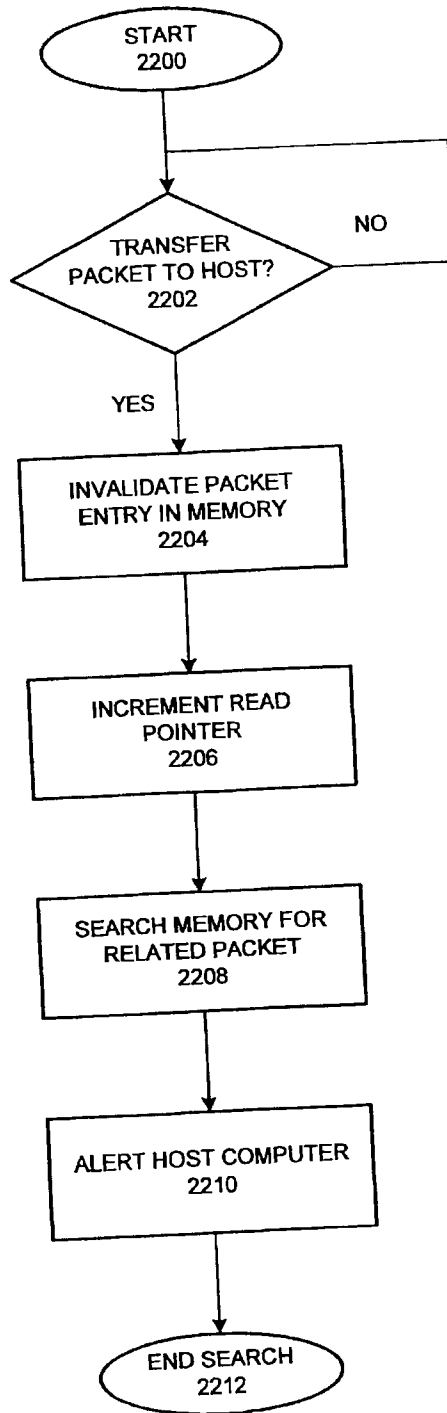 START
2200
TRANSFER
PACKET TO HOST?
2202
NO
YES
INVALIDATE PACKET
ENTRY IN MEMORY
2204
INCREMENT READ
POINTER
2206
SEARCH MEMORY FOR
RELATED PACKET
2208
ALERT HOST COMPUTER
2210
END SEARCH
2212